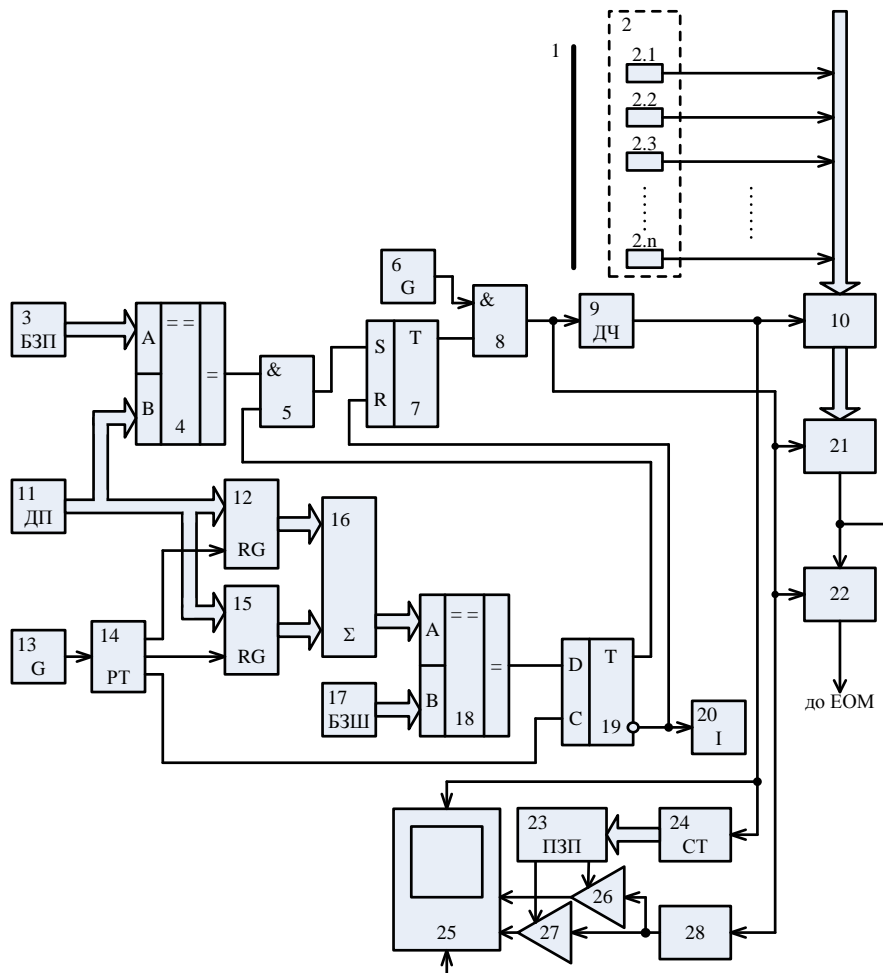 2
1
2.1
2.2
2.3
2.n
6
G
&
8
9
ДЧ
10
3
БЗП
A
B
= =
4
=
&
5
S
R
T
7
21
11
ДП
12
RG
16
Σ
15
RG
22
13
G
14
РТ
A
B
= =
18
=
D
C
T
19
17
БЗШ
20
I
до ЕОМ
23
ПЗП
24
СТ
25
26
27
28